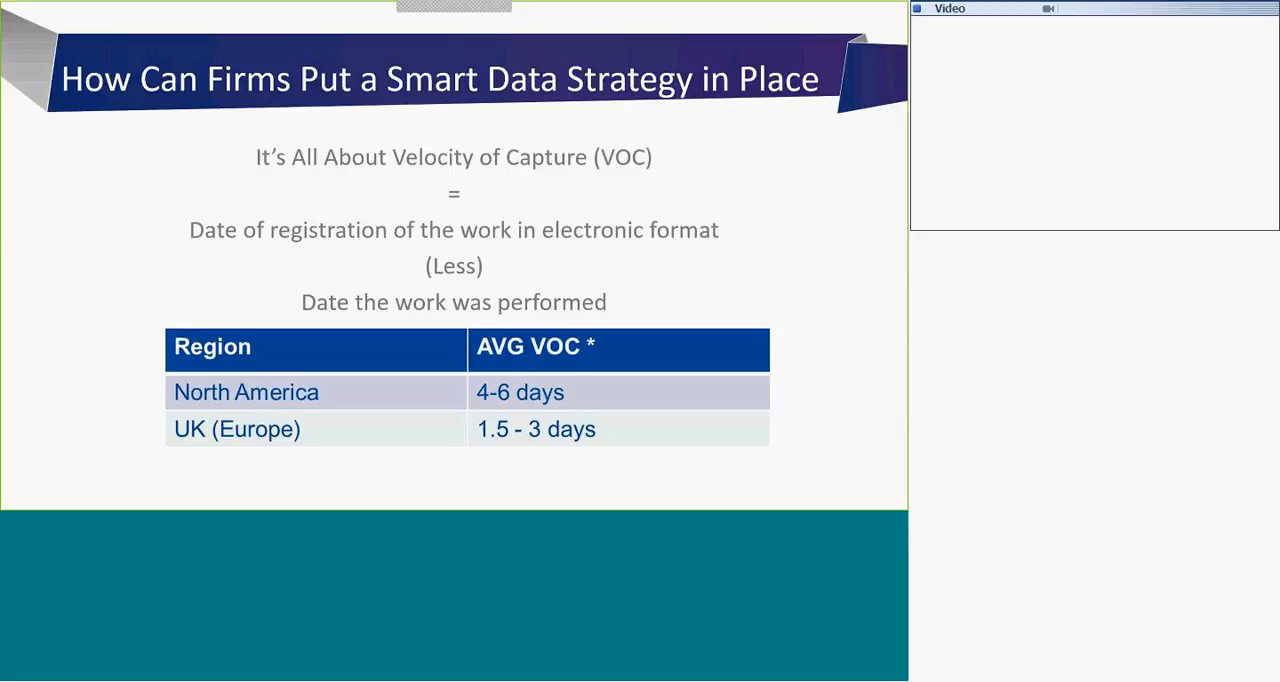 How Can Firms Put a Smart Data Strategy in Place
Video
It’s All About Velocity of Capture (VOC)
=
Date of registration of the work in electronic format
(Less)
Date the work was performed
Region AVG VOC *
North America 4-6 days
UK (Europe) 1.5 - 3 days